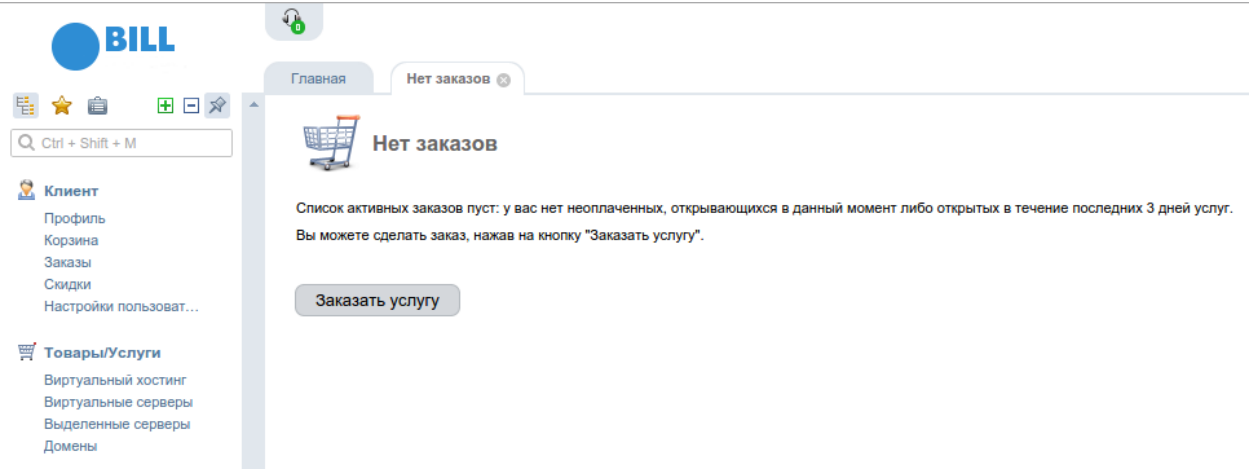 BILL
0
Главная
Нет заказов
Ctrl + Shift + M
Нет заказов
Клиент
Профиль
Корзина
Заказы
Скидки
Настройки пользоват...
Список активных заказов пуст: у вас нет неоплаченных, открывающихся в данный момент либо открытых в течение последних 3 дней услуг.
Вы можете сделать заказ, нажав на кнопку "Заказать услугу".
Заказать услугу
Товары/Услуги
Виртуальный хостинг
Виртуальные серверы
Выделенные серверы
Домены